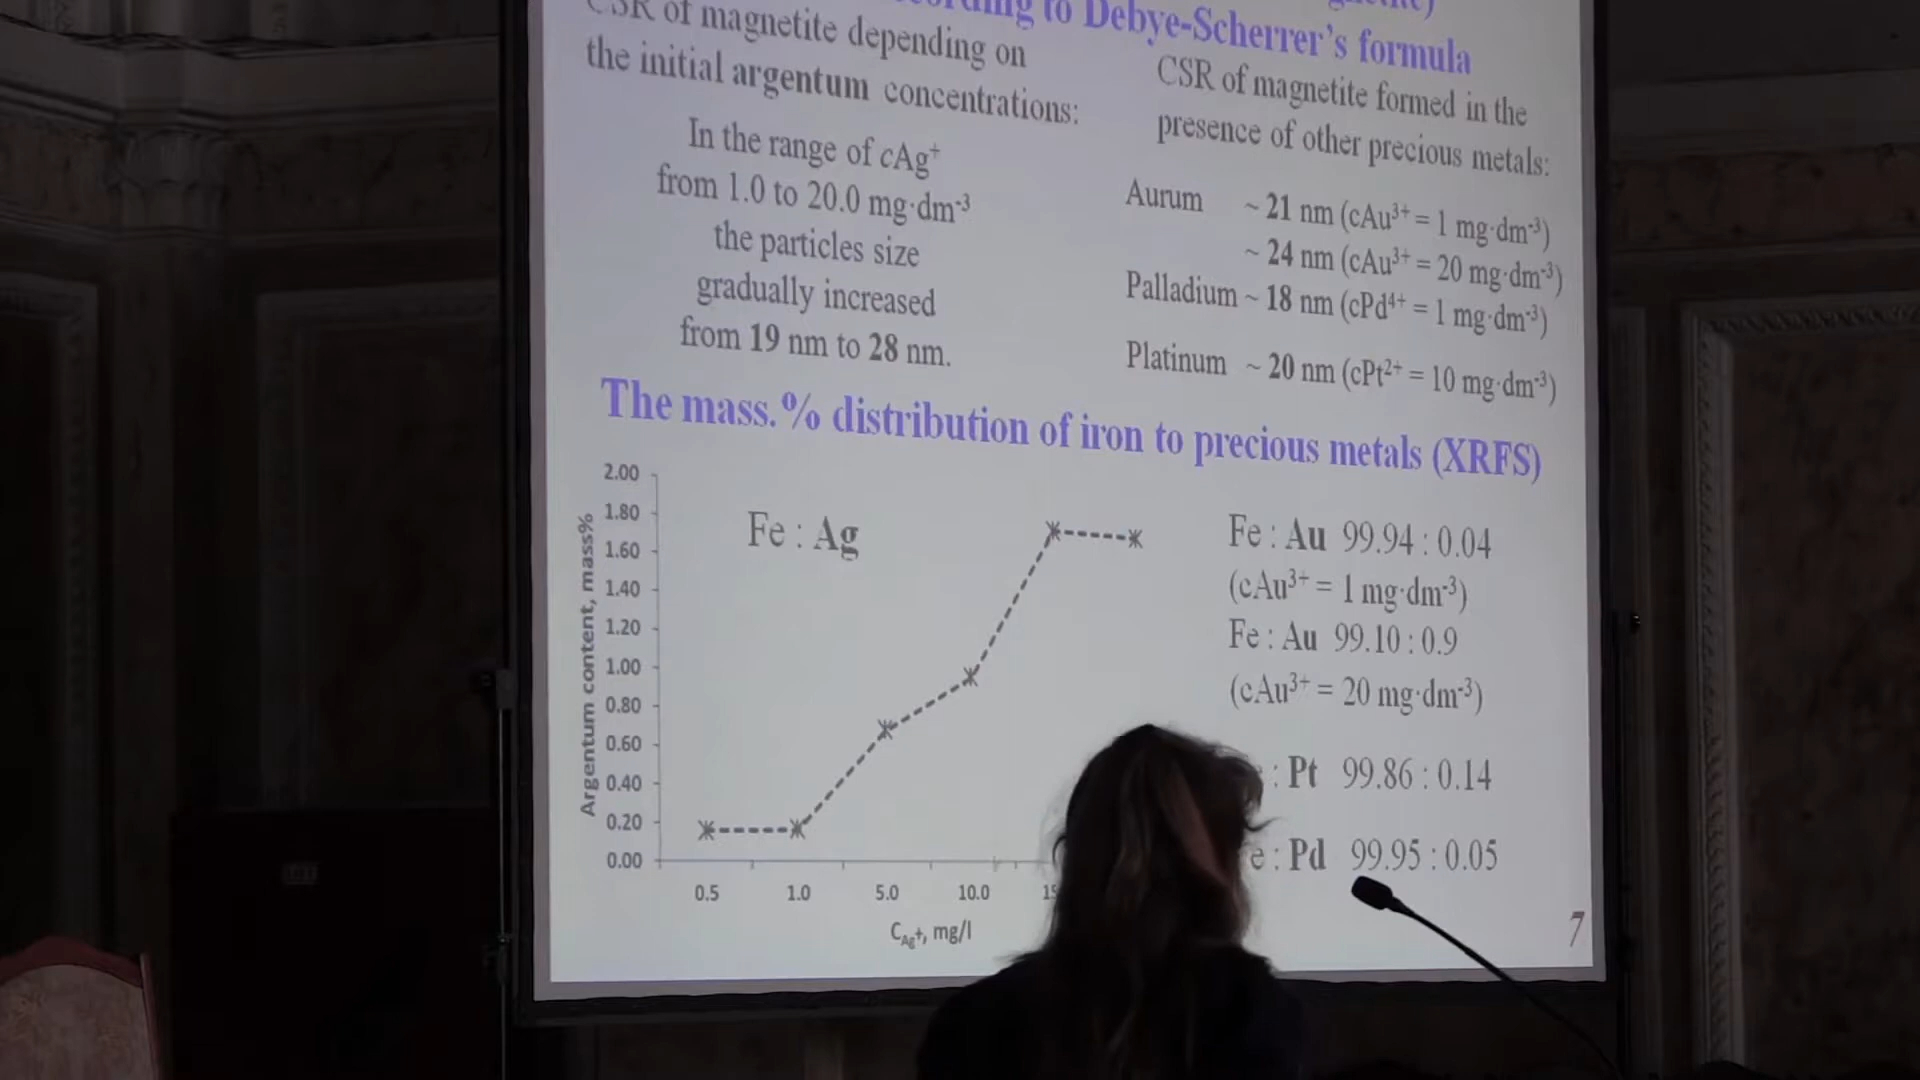 to Debye-Scherrer's formula
CSR of magnetite depending on
the initial argentum concentrations:
In the range of cAg⁺
from 1.0 to 20.0 mg·dm⁻³
the particles size
gradually increased
from 19 nm to 28 nm.
CSR of magnetite formed in the
presence of other precious metals:
Aurum ~ 21 nm (cAu³⁺ = 1 mg·dm⁻³)
~ 24 nm (cAu³⁺ = 20 mg·dm⁻³)
Palladium ~ 18 nm (cPd⁴⁺ = 1 mg·dm⁻³)
Platinum ~ 20 nm (cPt²⁺ = 10 mg·dm⁻³)
The mass.% distribution of iron to precious metals (XRFS)
Argentum content, mass%
2.00
1.80
1.60
1.40
1.20
1.00
0.80
0.60
0.40
0.20
0.00
Fe : Ag
0.5 1.0 5.0 10.0
C_Ag⁺, mg/l
Fe : Au 99.94 : 0.04
(cAu³⁺ = 1 mg·dm⁻³)
Fe : Au 99.10 : 0.9
(cAu³⁺ = 20 mg·dm⁻³)
: Pt 99.86 : 0.14
e : Pd 99.95 : 0.05
7